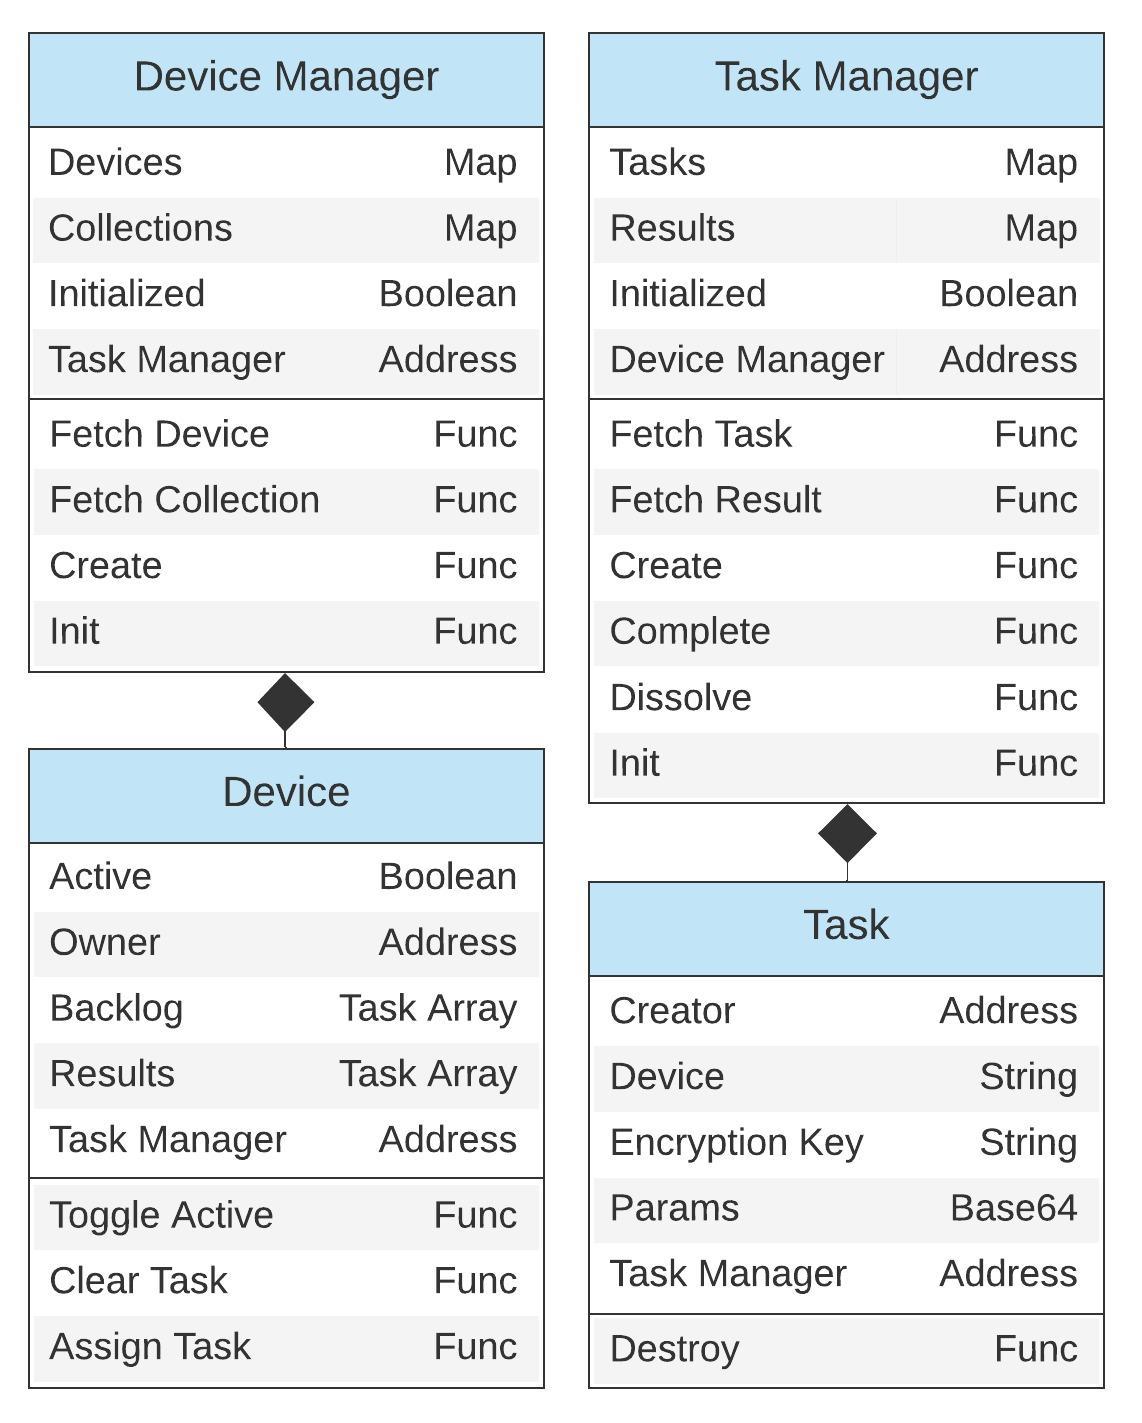 Device Manager
Devices Map
Collections Map
Initialized Boolean
Task Manager Address
Fetch Device Func
Fetch Collection Func
Create Func
Init Func
Device
Active Boolean
Owner Address
Backlog Task Array
Results Task Array
Task Manager Address
Toggle Active Func
Clear Task Func
Assign Task Func
Task Manager
Tasks Map
Results Map
Initialized Boolean
Device Manager Address
Fetch Task Func
Fetch Result Func
Create Func
Complete Func
Dissolve Func
Init Func
Task
Creator Address
Device String
Encryption Key String
Params Base64
Task Manager Address
Destroy Func